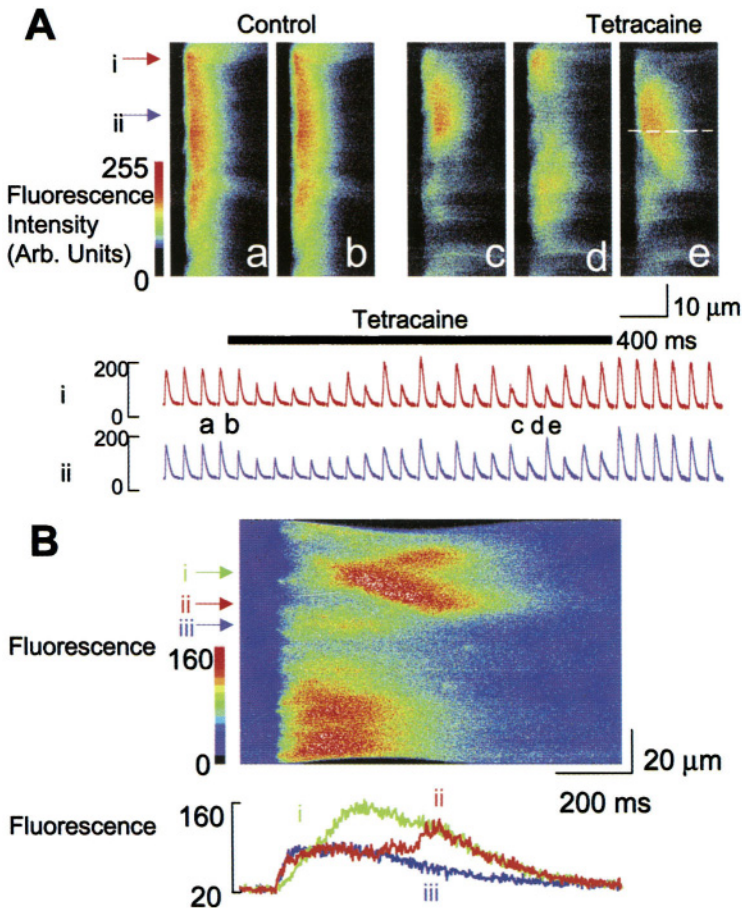 A
Control
Tetracaine
i
ii
255
Fluorescence
Intensity
(Arb. Units)
0
a
b
c
d
e
10 μm
400 ms
Tetracaine
200
i
0
a b
c d e
200
ii
0
B
i
ii
iii
Fluorescence
160
0
20 μm
200 ms
Fluorescence
160
20
i
ii
iii